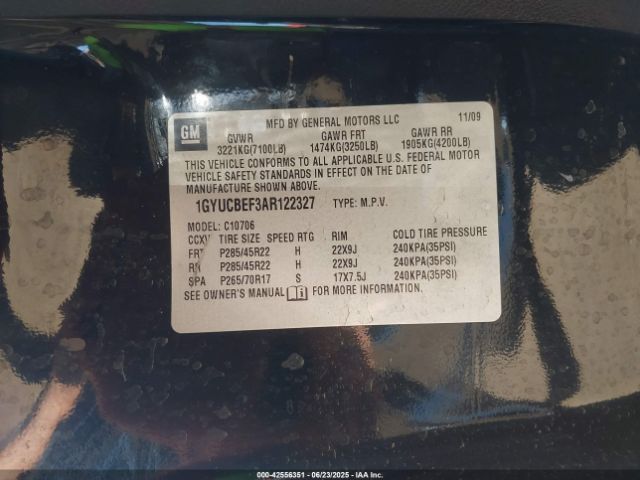 GM
MFD BY GENERAL MOTORS LLC 11/09
GVWR GAWR FRT GAWR RR
3221KG(7100LB) 1474KG(3250LB) 1905KG(4200LB)
THIS VEHICLE CONFORMS TO ALL APPLICABLE U.S. FEDERAL MOTOR
VEHICLE SAFETY STANDARDS IN EFFECT ON THE DATE OF
MANUFACTURE SHOWN ABOVE.
1GYUCBEF3AR122327 TYPE: M.P.V.
MODEL: C10706
CCXV TIRE SIZE SPEED RTG RIM COLD TIRE PRESSURE
FRT P285/45R22 H 22X9J 240KPA(35PSI)
RR P285/45R22 H 22X9J 240KPA(35PSI)
SPA P265/70R17 S 17X7.5J 240KPA(35PSI)
SEE OWNER'S MANUAL FOR MORE INFORMATION.
000-42556351 - 06/23/2025 - IAA Inc.